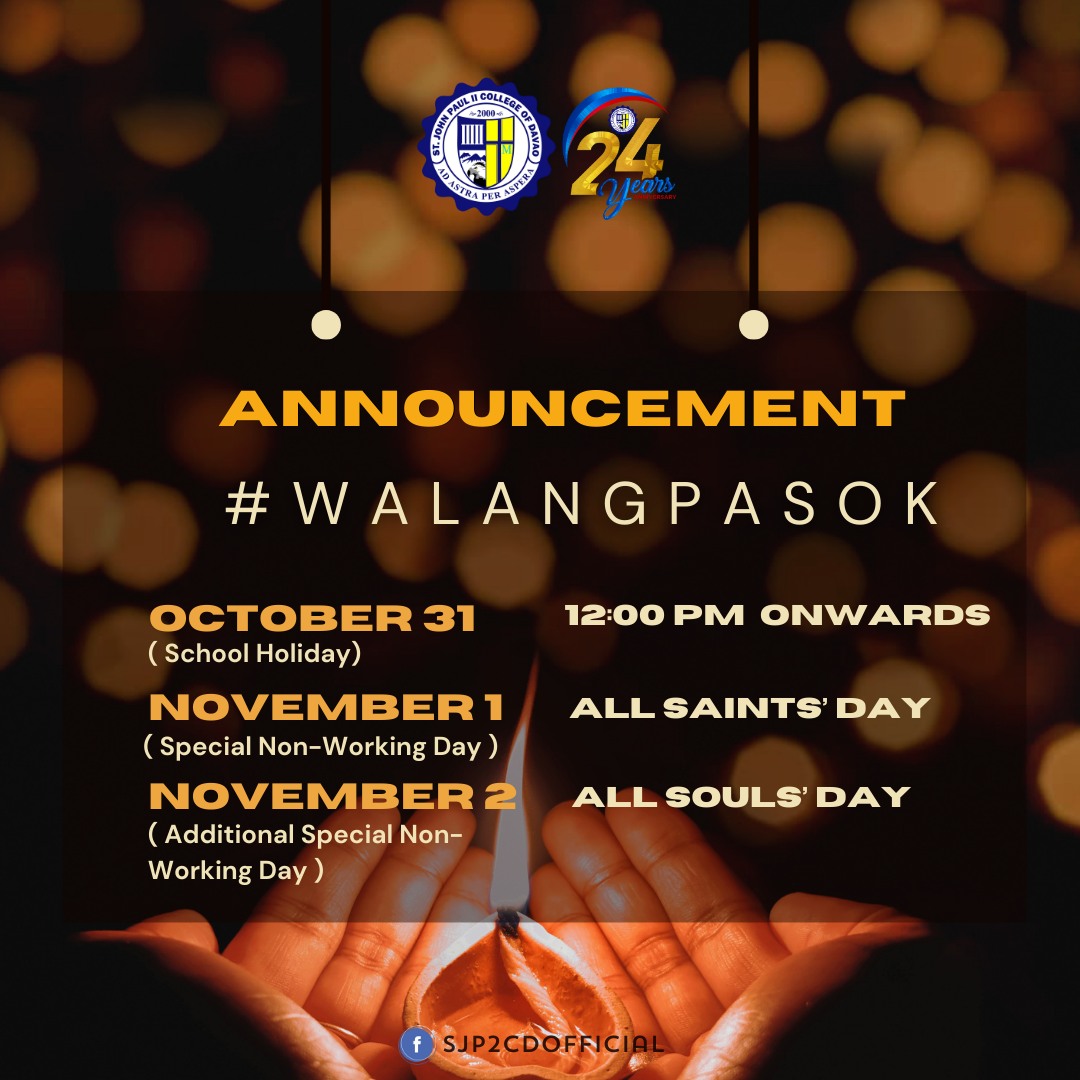 ST. JOHN PAUL II COLLEGE OF DAVAO
2000
M
AD ASTRA PER ASPERA
24
Years
ANNIVERSARY
ANNOUNCEMENT
#WALANGPASOK
OCTOBER 31
12:00 PM ONWARDS
( School Holiday)
NOVEMBER 1
ALL SAINTS' DAY
( Special Non-Working Day )
NOVEMBER 2
ALL SOULS' DAY
( Additional Special Non-
Working Day )
f SJP2CDOFFICIAL